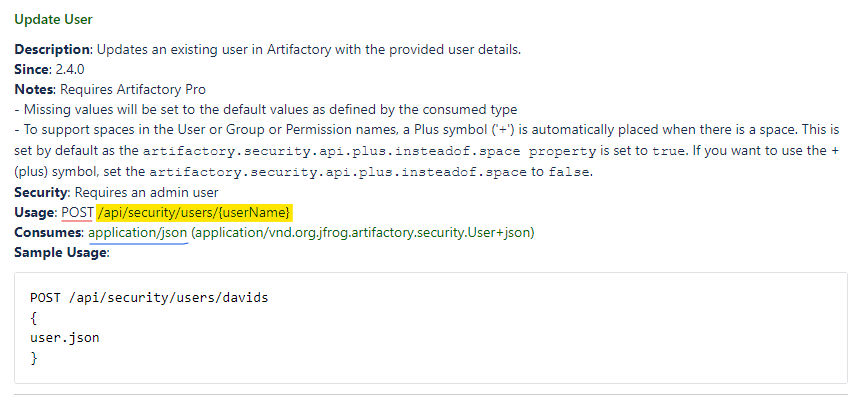 Update User
Description: Updates an existing user in Artifactory with the provided user details.
Since: 2.4.0
Notes: Requires Artifactory Pro
- Missing values will be set to the default values as defined by the consumed type
- To support spaces in the User or Group or Permission names, a Plus symbol ('+') is automatically placed when there is a space. This is
set by default as the artifactory.security.api.plus.insteadof.space property is set to true. If you want to use the +
(plus) symbol, set the artifactory.security.api.plus.insteadof.space to false.
Security: Requires an admin user
Usage: POST /api/security/users/{userName}
Consumes: application/json (application/vnd.org.jfrog.artifactory.security.User+json)
Sample Usage:
POST /api/security/users/davids
{
user.json
}